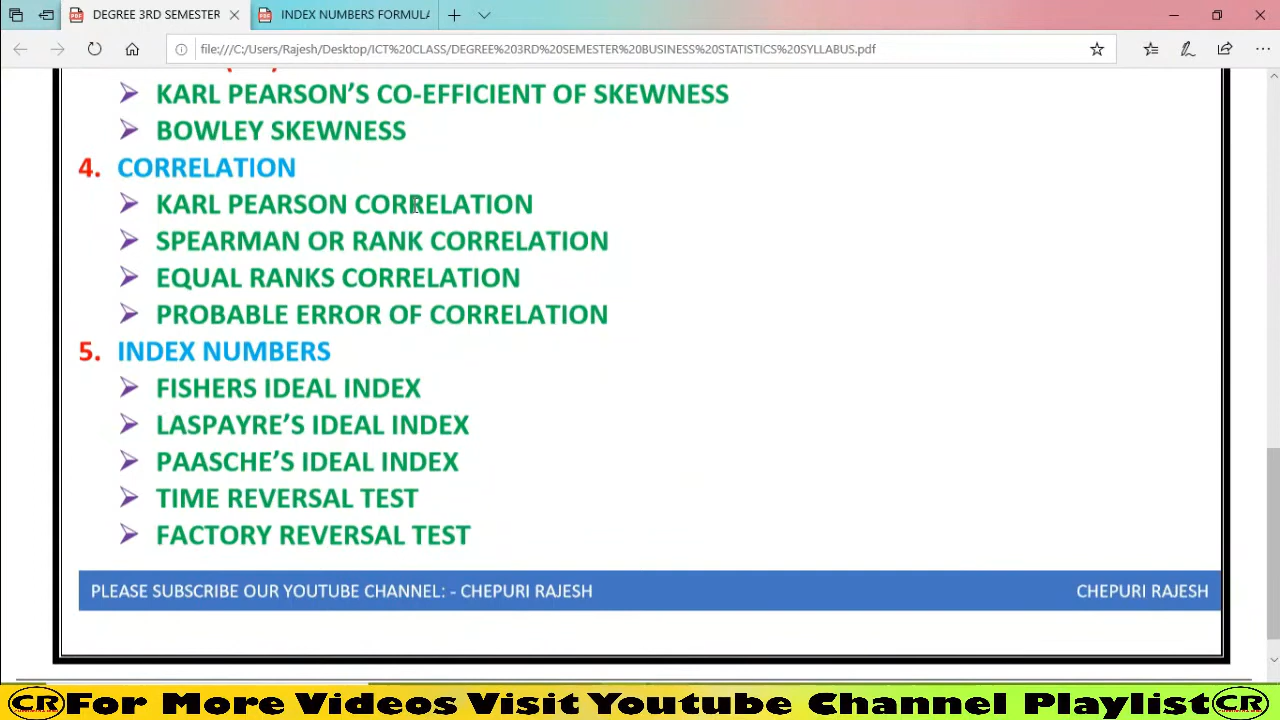 DEGREE 3RD SEMESTER
INDEX NUMBERS FORMULA
file:///C:/Users/Rajesh/Desktop/ICT%20CLASS/DEGREE%203RD%20SEMESTER%20BUSINESS%20STATISTICS%20SYLLABUS.pdf
KARL PEARSON'S CO-EFFICIENT OF SKEWNESS
BOWLEY SKEWNESS
4. CORRELATION
KARL PEARSON CORRELATION
SPEARMAN OR RANK CORRELATION
EQUAL RANKS CORRELATION
PROBABLE ERROR OF CORRELATION
5. INDEX NUMBERS
FISHERS IDEAL INDEX
LASPAYRE'S IDEAL INDEX
PAASCHE'S IDEAL INDEX
TIME REVERSAL TEST
FACTORY REVERSAL TEST
PLEASE SUBSCRIBE OUR YOUTUBE CHANNEL: - CHEPURI RAJESH CHEPURI RAJESH
CR For More Videos Visit Youtube Channel Playlist CR